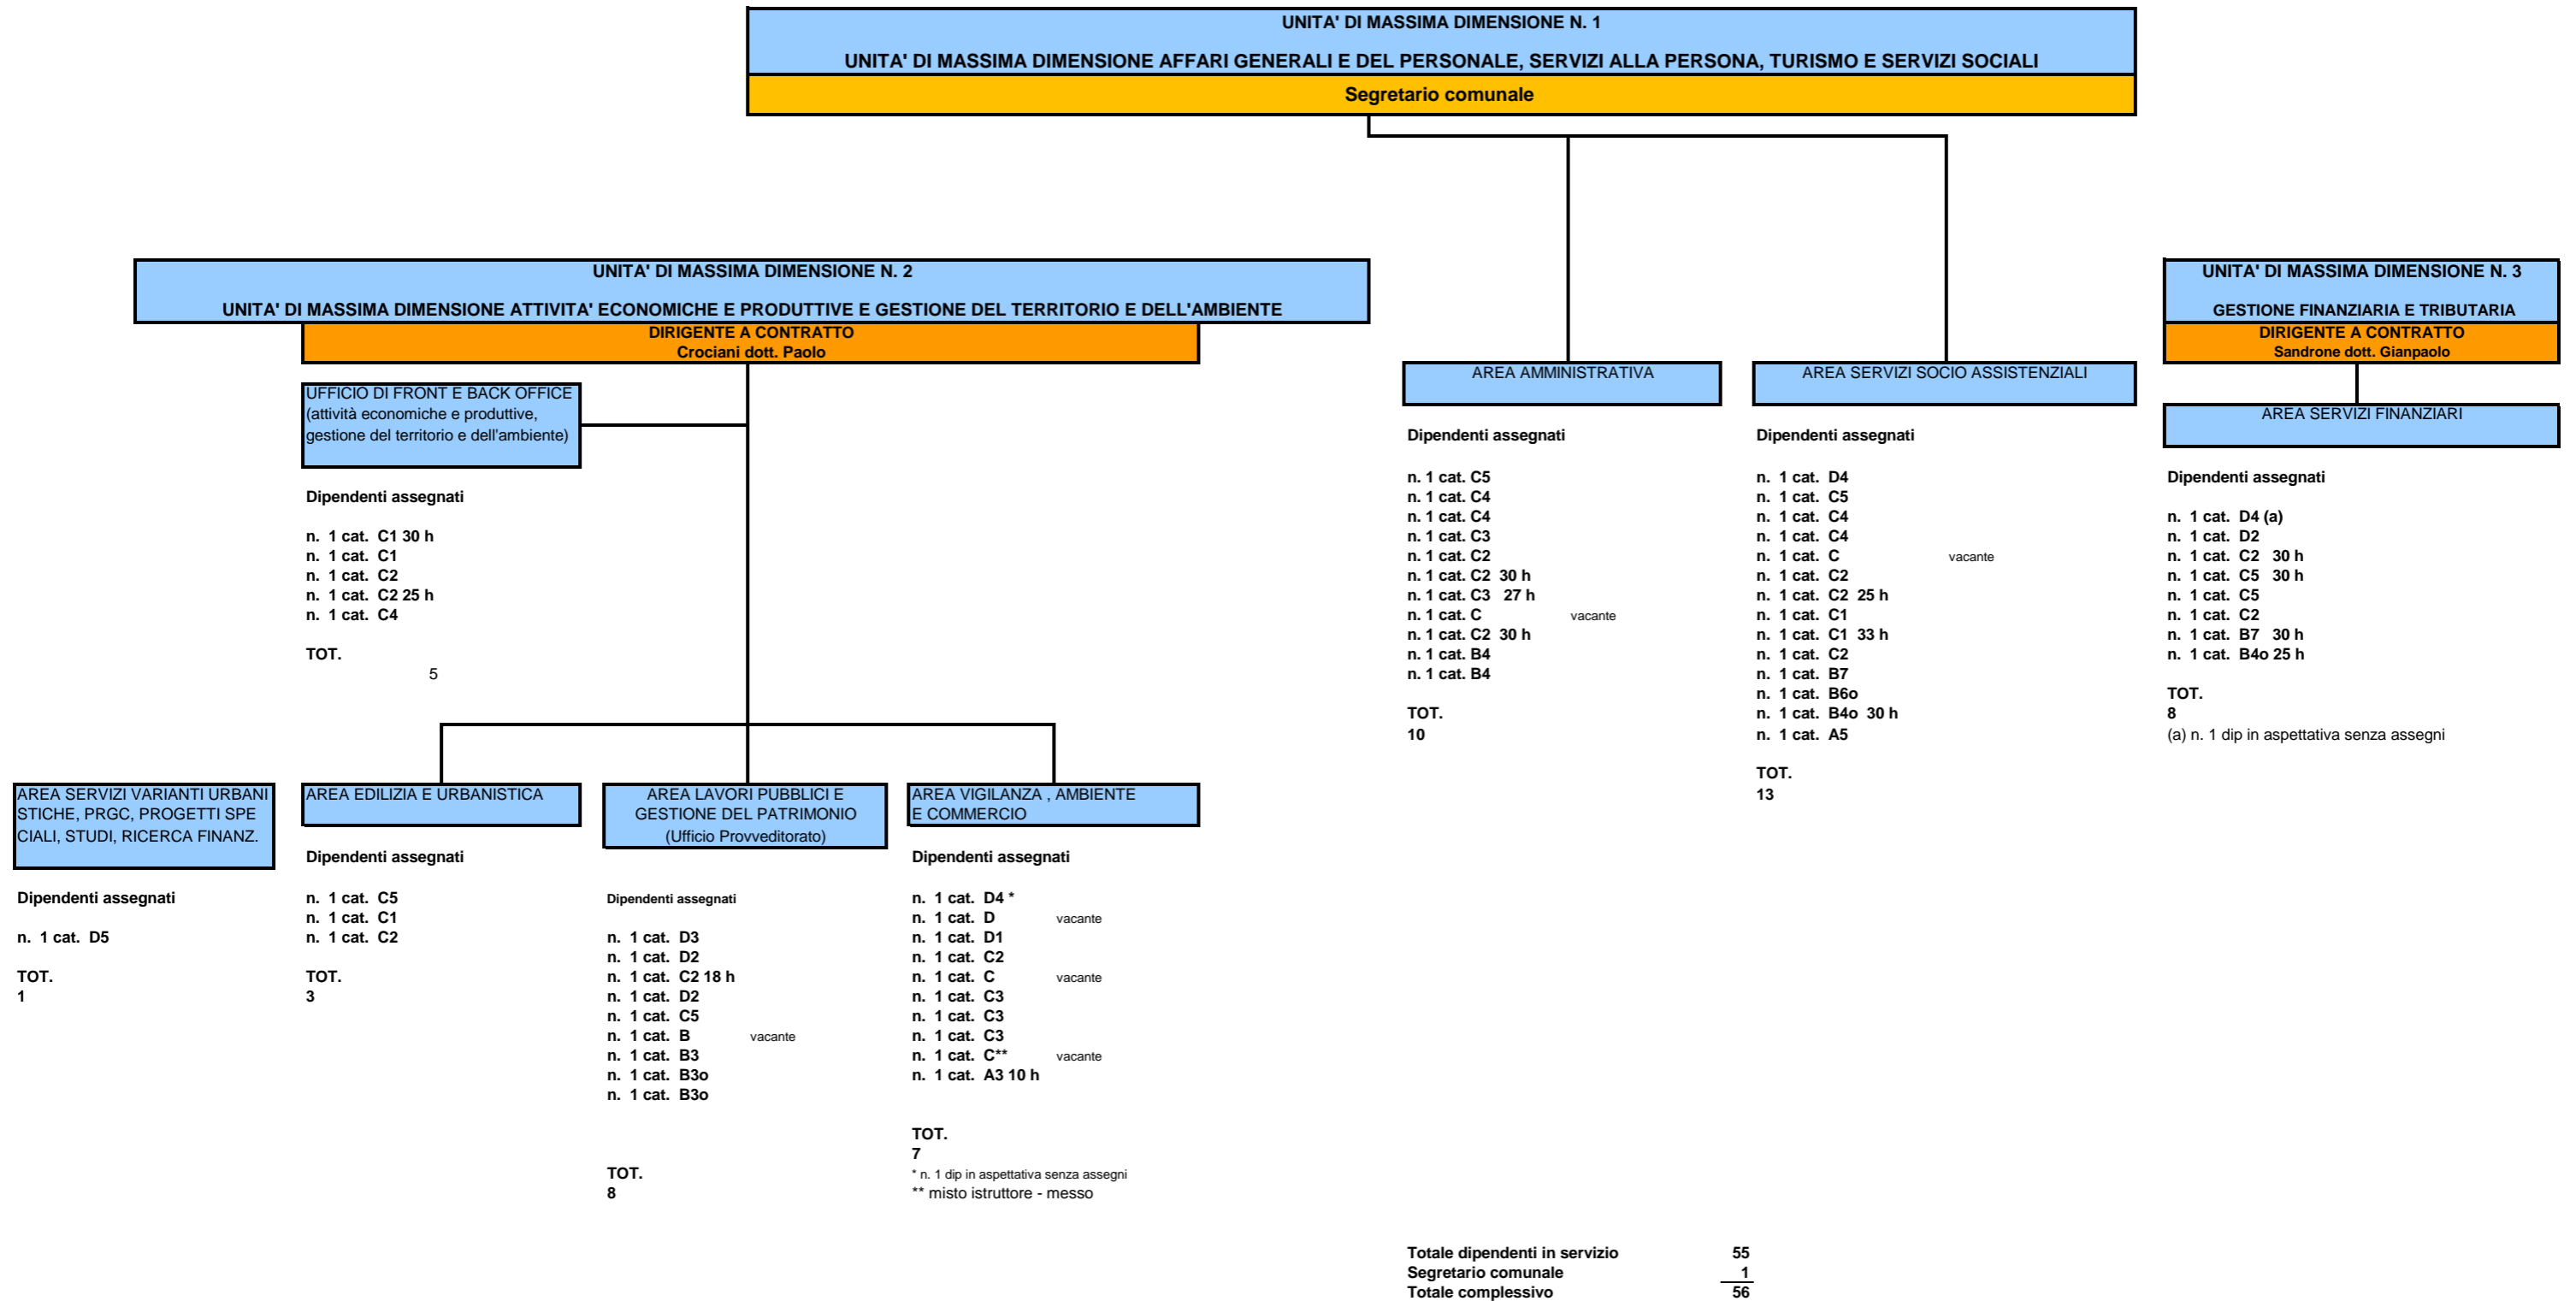 UNITA' DI MASSIMA DIMENSIONE N. 1
UNITA' DI MASSIMA DIMENSIONE AFFARI GENERALI E DEL PERSONALE, SERVIZI ALLA PERSONA, TURISMO E SERVIZI SOCIALI
Segretario comunale
UNITA' DI MASSIMA DIMENSIONE N. 2
UNITA' DI MASSIMA DIMENSIONE ATTIVITA' ECONOMICHE E PRODUTTIVE E GESTIONE DEL TERRITORIO E DELL'AMBIENTE
DIRIGENTE A CONTRATTO
Crociani dott. Paolo
UFFICIO DI FRONT E BACK OFFICE
(attività economiche e produttive,
gestione del territorio e dell'ambiente)
Dipendenti assegnati
n. 1 cat. C1 30 h
n. 1 cat. C1
n. 1 cat. C2
n. 1 cat. C2 25 h
n. 1 cat. C4
TOT.
5
AREA SERVIZI VARIANTI URBANI
STICHE, PRGC, PROGETTI SPE
CIALI, STUDI, RICERCA FINANZ.
Dipendenti assegnati
n. 1 cat. D5
TOT.
1
AREA EDILIZIA E URBANISTICA
Dipendenti assegnati
n. 1 cat. C5
n. 1 cat. C1
n. 1 cat. C2
TOT.
3
AREA LAVORI PUBBLICI E
GESTIONE DEL PATRIMONIO
(Ufficio Provveditorato)
Dipendenti assegnati
n. 1 cat. D3
n. 1 cat. D2
n. 1 cat. C2 18 h
n. 1 cat. D2
n. 1 cat. C5
n. 1 cat. B vacante
n. 1 cat. B3
n. 1 cat. B3o
n. 1 cat. B3o
TOT.
8
AREA VIGILANZA , AMBIENTE
E COMMERCIO
Dipendenti assegnati
n. 1 cat. D4 *
n. 1 cat. D vacante
n. 1 cat. D1
n. 1 cat. C2
n. 1 cat. C vacante
n. 1 cat. C3
n. 1 cat. C3
n. 1 cat. C3
n. 1 cat. C** vacante
n. 1 cat. A3 10 h
TOT.
7
* n. 1 dip in aspettativa senza assegni
** misto istruttore - messo
AREA AMMINISTRATIVA
Dipendenti assegnati
n. 1 cat. C5
n. 1 cat. C4
n. 1 cat. C4
n. 1 cat. C3
n. 1 cat. C2
n. 1 cat. C2 30 h
n. 1 cat. C3 27 h
n. 1 cat. C vacante
n. 1 cat. C2 30 h
n. 1 cat. B4
n. 1 cat. B4
TOT.
10
AREA SERVIZI SOCIO ASSISTENZIALI
Dipendenti assegnati
n. 1 cat. D4
n. 1 cat. C5
n. 1 cat. C4
n. 1 cat. C4
n. 1 cat. C vacante
n. 1 cat. C2
n. 1 cat. C2 25 h
n. 1 cat. C1
n. 1 cat. C1 33 h
n. 1 cat. C2
n. 1 cat. B7
n. 1 cat. B6o
n. 1 cat. B4o 30 h
n. 1 cat. A5
TOT.
13
UNITA' DI MASSIMA DIMENSIONE N. 3
GESTIONE FINANZIARIA E TRIBUTARIA
DIRIGENTE A CONTRATTO
Sandrone dott. Gianpaolo
AREA SERVIZI FINANZIARI
Dipendenti assegnati
n. 1 cat. D4 (a)
n. 1 cat. D2
n. 1 cat. C2 30 h
n. 1 cat. C5 30 h
n. 1 cat. C5
n. 1 cat. C2
n. 1 cat. B7 30 h
n. 1 cat. B4o 25 h
TOT.
8
(a) n. 1 dip in aspettativa senza assegni
Totale dipendenti in servizio 55
Segretario comunale 1
Totale complessivo 56